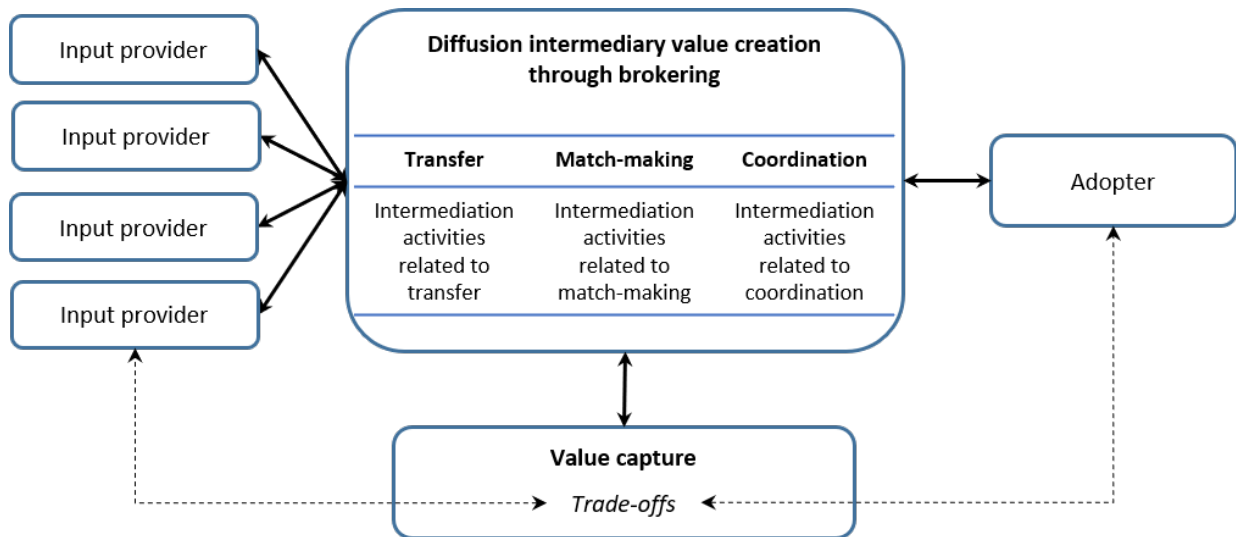 Input provider
Input provider
Input provider
Input provider
Diffusion intermediary value creation
through brokering
Transfer Match-making Coordination
Intermediation Intermediation Intermediation
activities activities activities
related to related to related to
transfer match-making coordination
Adopter
Value capture
Trade-offs